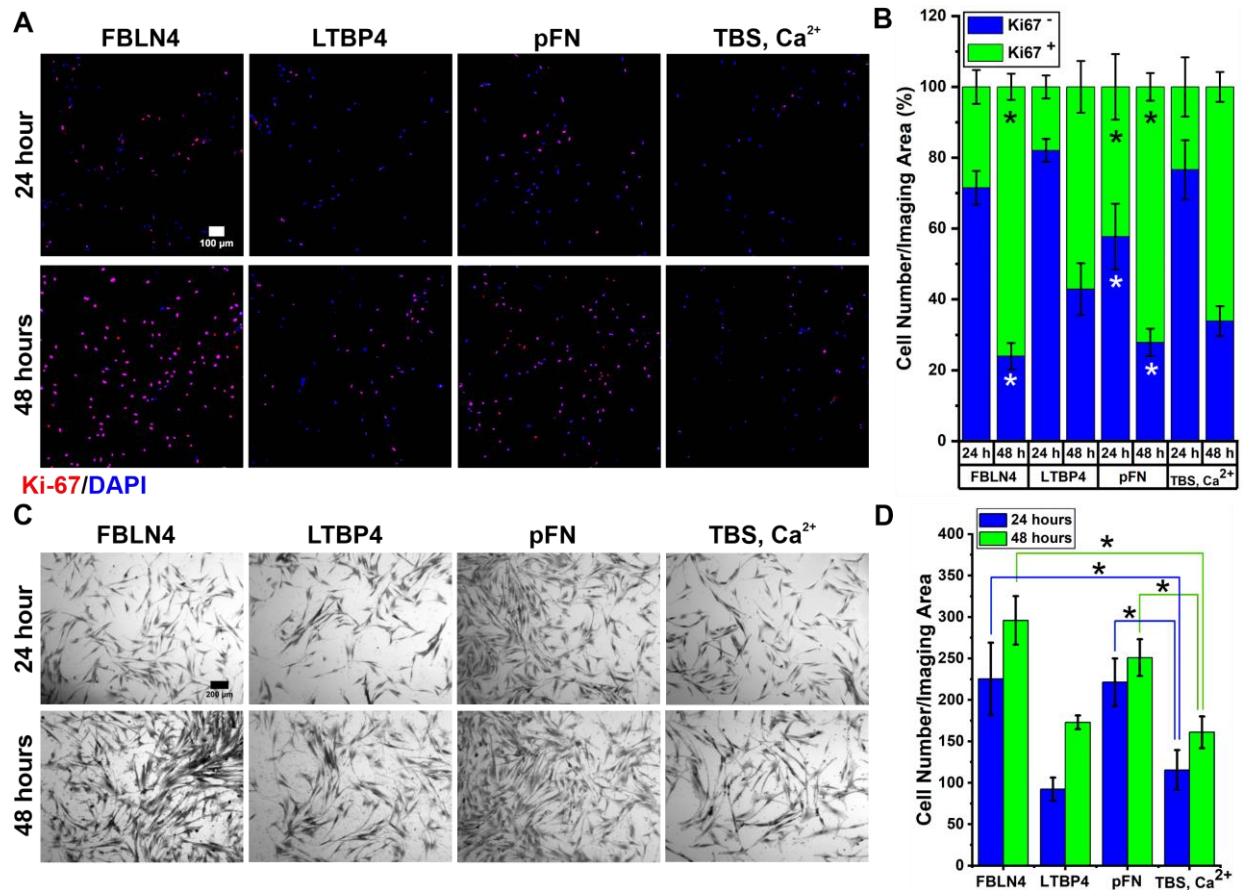 A
FBLN4 LTBP4 pFN TBS, Ca²⁺
24 hour
100 µm
48 hours
Ki-67/DAPI
B
Ki67 ⁻
Ki67 ⁺
Cell Number/Imaging Area (%)
120
100
80
60
40
20
0
* * *
* * *
24 h 48 h 24 h 48 h 24 h 48 h 24 h 48 h
FBLN4 LTBP4 pFN TBS, Ca²⁺
C
FBLN4 LTBP4 pFN TBS, Ca²⁺
24 hour
200 µm
48 hours
D
24 hours
48 hours
Cell Number/Imaging Area
400
350
300
250
200
150
100
50
0
*
*
* *
FBLN4 LTBP4 pFN TBS, Ca²⁺